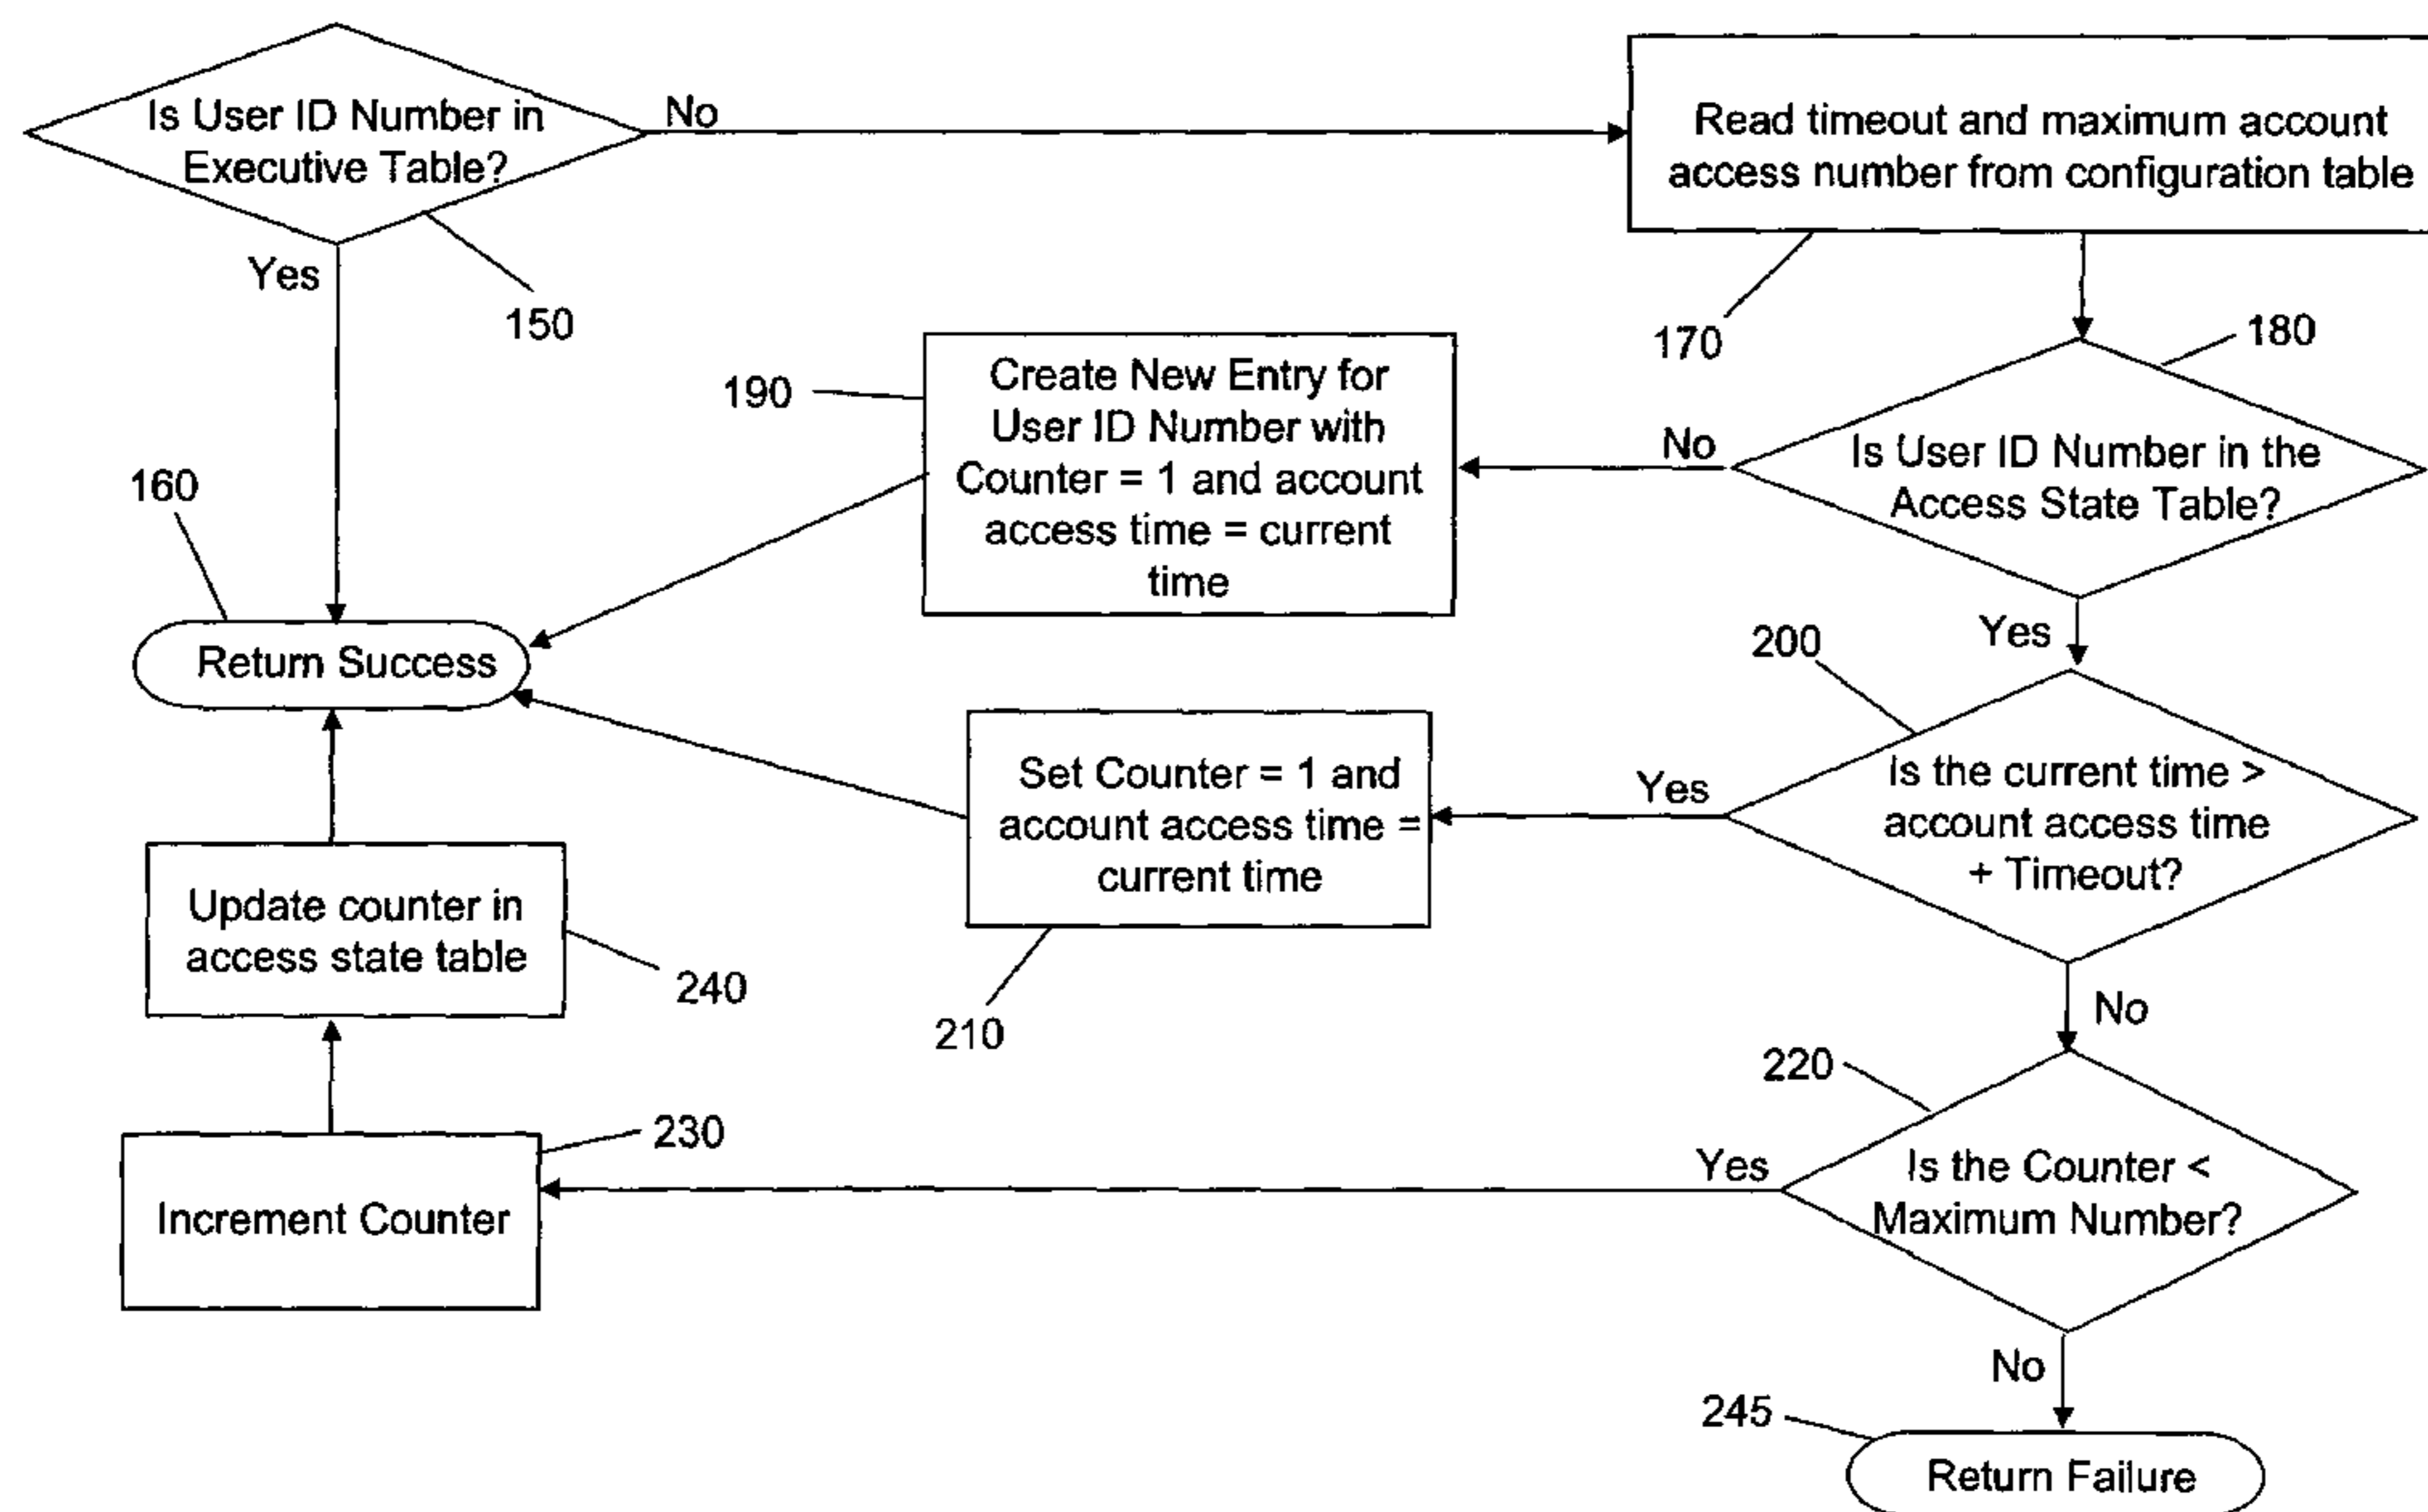 Is User ID Number in
Executive Table?
No
Read timeout and maximum account
access number from configuration table
Yes
150
170
180
190
Create New Entry for
User ID Number with
Counter = 1 and account
access time = current
time
No
Is User ID Number in the
Access State Table?
160
Yes
200
Return Success
Set Counter = 1 and
account access time =
current time
Yes
Is the current time >
account access time
+ Timeout?
Update counter in
access state table
240
210
No
220
230
Increment Counter
Yes
Is the Counter <
Maximum Number?
No
245
Return Failure